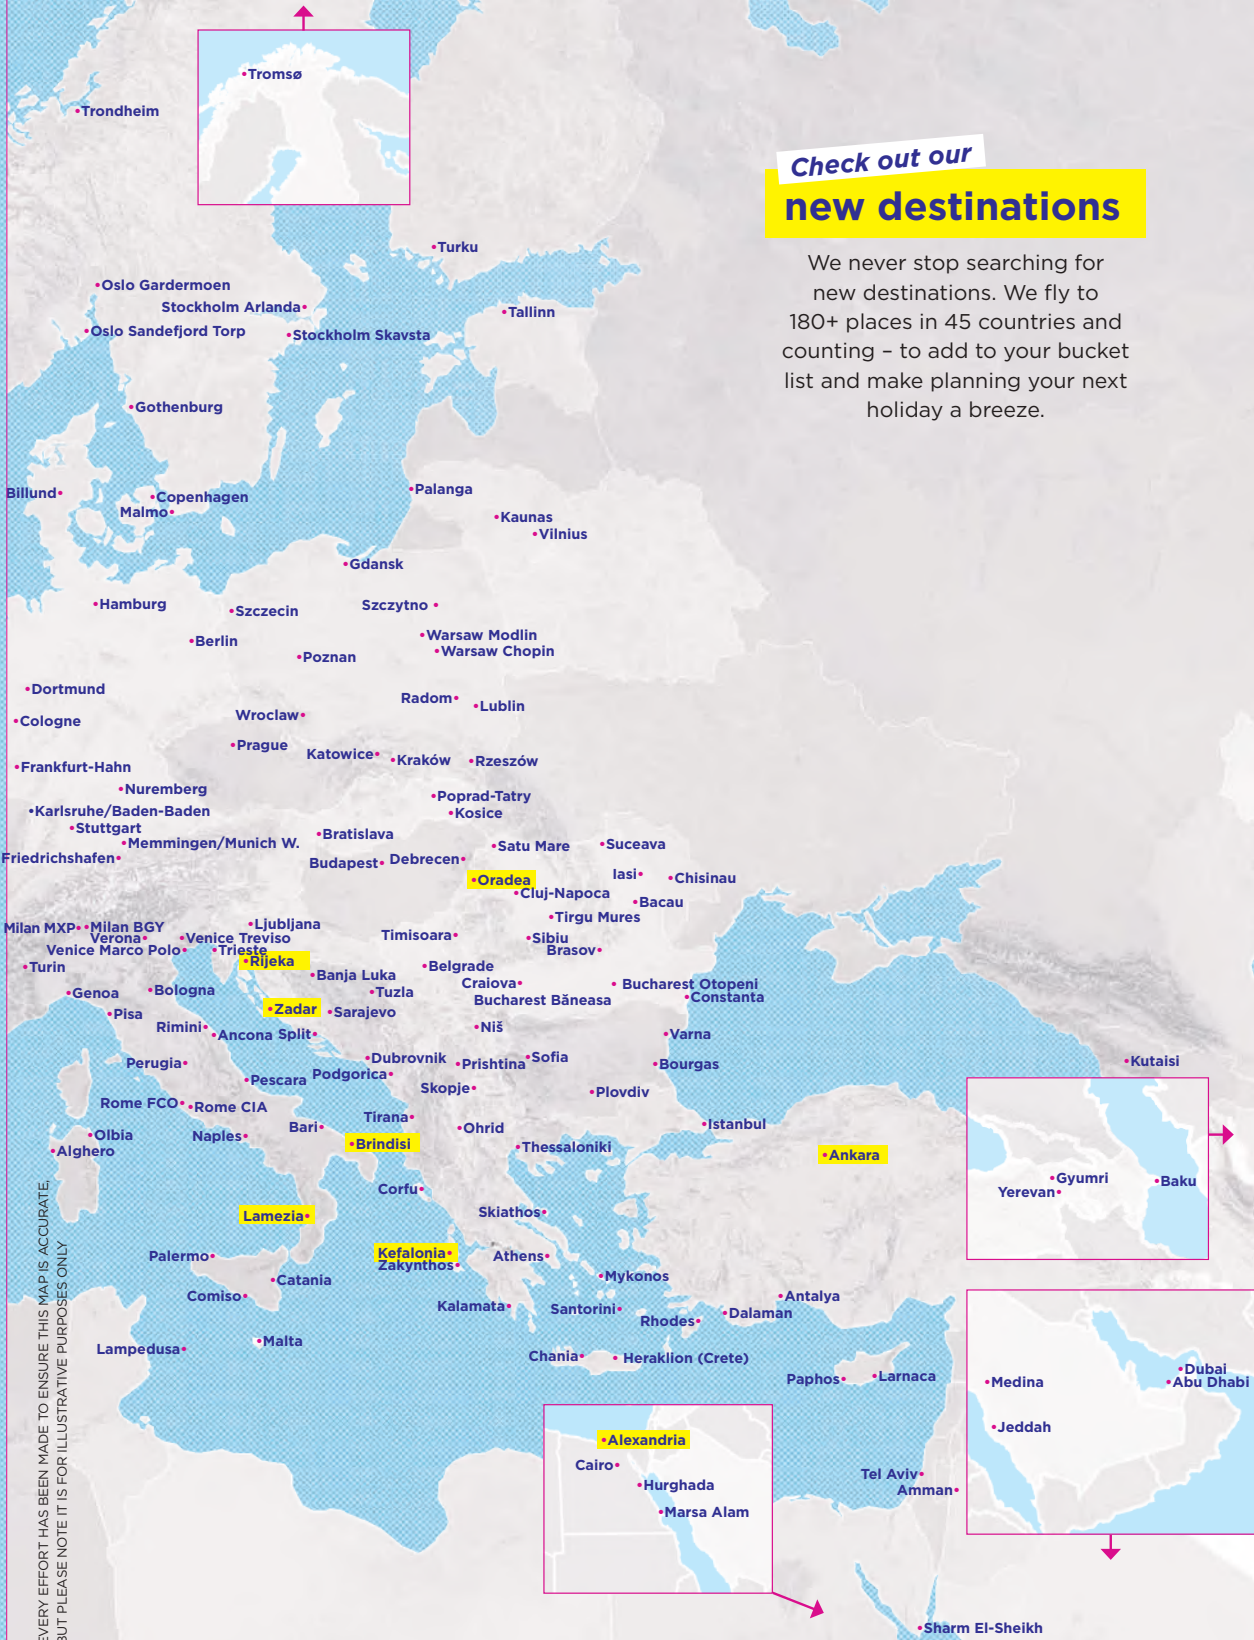 Tromsø
Trondheim
Check out our
new destinations
We never stop searching for
new destinations. We fly to
180+ places in 45 countries and
counting – to add to your bucket
list and make planning your next
holiday a breeze.
Turku
Oslo Gardermoen
Stockholm Arlanda
Tallinn
Oslo Sandefjord Torp
Stockholm Skavsta
Gothenburg
Billund
Copenhagen
Malmo
Palanga
Kaunas
Vilnius
Gdansk
Hamburg
Szczecin
Szczytno
Berlin
Warsaw Modlin
Warsaw Chopin
Poznan
Dortmund
Radom
Lublin
Cologne
Wroclaw
Prague
Katowice
Kraków
Rzeszów
Frankfurt-Hahn
Nuremberg
Poprad-Tatry
Karlsruhe/Baden-Baden
Kosice
Stuttgart
Bratislava
Memmingen/Munich W.
Satu Mare
Suceava
Friedrichshafen
Budapest
Debrecen
Iasi
Chisinau
Oradea
Cluj-Napoca
Bacau
Tirgu Mures
Milan MXP
Milan BGY
Ljubljana
Verona
Venice Treviso
Timisoara
Sibiu
Venice Marco Polo
Trieste
Brasov
Rijeka
Turin
Belgrade
Banja Luka
Craiova
Bucharest Otopeni
Genoa
Bologna
Tuzla
Bucharest Băneasa
Constanta
Pisa
Zadar
Sarajevo
Rimini
Ancona
Split
Niš
Varna
Perugia
Dubrovnik
Prishtina
Sofia
Bourgas
Kutaisi
Pescara
Podgorica
Skopje
Plovdiv
Rome FCO
Rome CIA
Tirana
Bari
Ohrid
Istanbul
Olbia
Naples
Brindisi
Thessaloniki
Ankara
Alghero
Gyumri
Yerevan
Baku
Corfu
Lamezia
Skiathos
Palermo
Kefalonia
Zakynthos
Athens
Catania
Mykonos
Comiso
Kalamata
Santorini
Antalya
Rhodes
Dalaman
Malta
Lampedusa
Chania
Heraklion (Crete)
Paphos
Larnaca
Dubai
Medina
Abu Dhabi
Jeddah
Alexandria
Cairo
Hurghada
Marsa Alam
Tel Aviv
Amman
Sharm El-Sheikh
EVERY EFFORT HAS BEEN MADE TO ENSURE THIS MAP IS ACCURATE,
BUT PLEASE NOTE IT IS FOR ILLUSTRATIVE PURPOSES ONLY